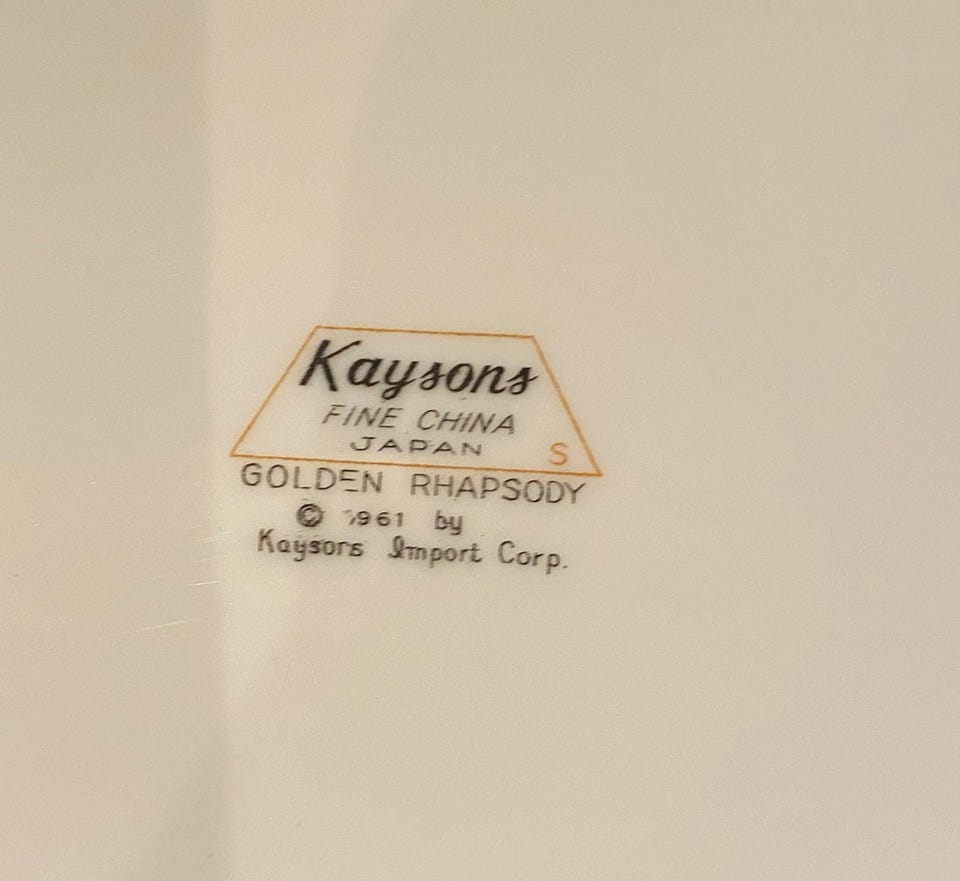 Kaysons
FINE CHINA
JAPAN S
GOLDEN RHAPSODY
© 1961 by
Kaysons Import Corp.